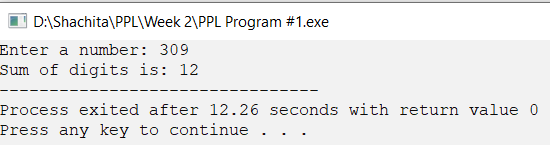 D:\Shachita\PPL\Week 2\PPL Program #1.exe
Enter a number: 309
Sum of digits is: 12
--------------------------------
Process exited after 12.26 seconds with return value 0
Press any key to continue . . .